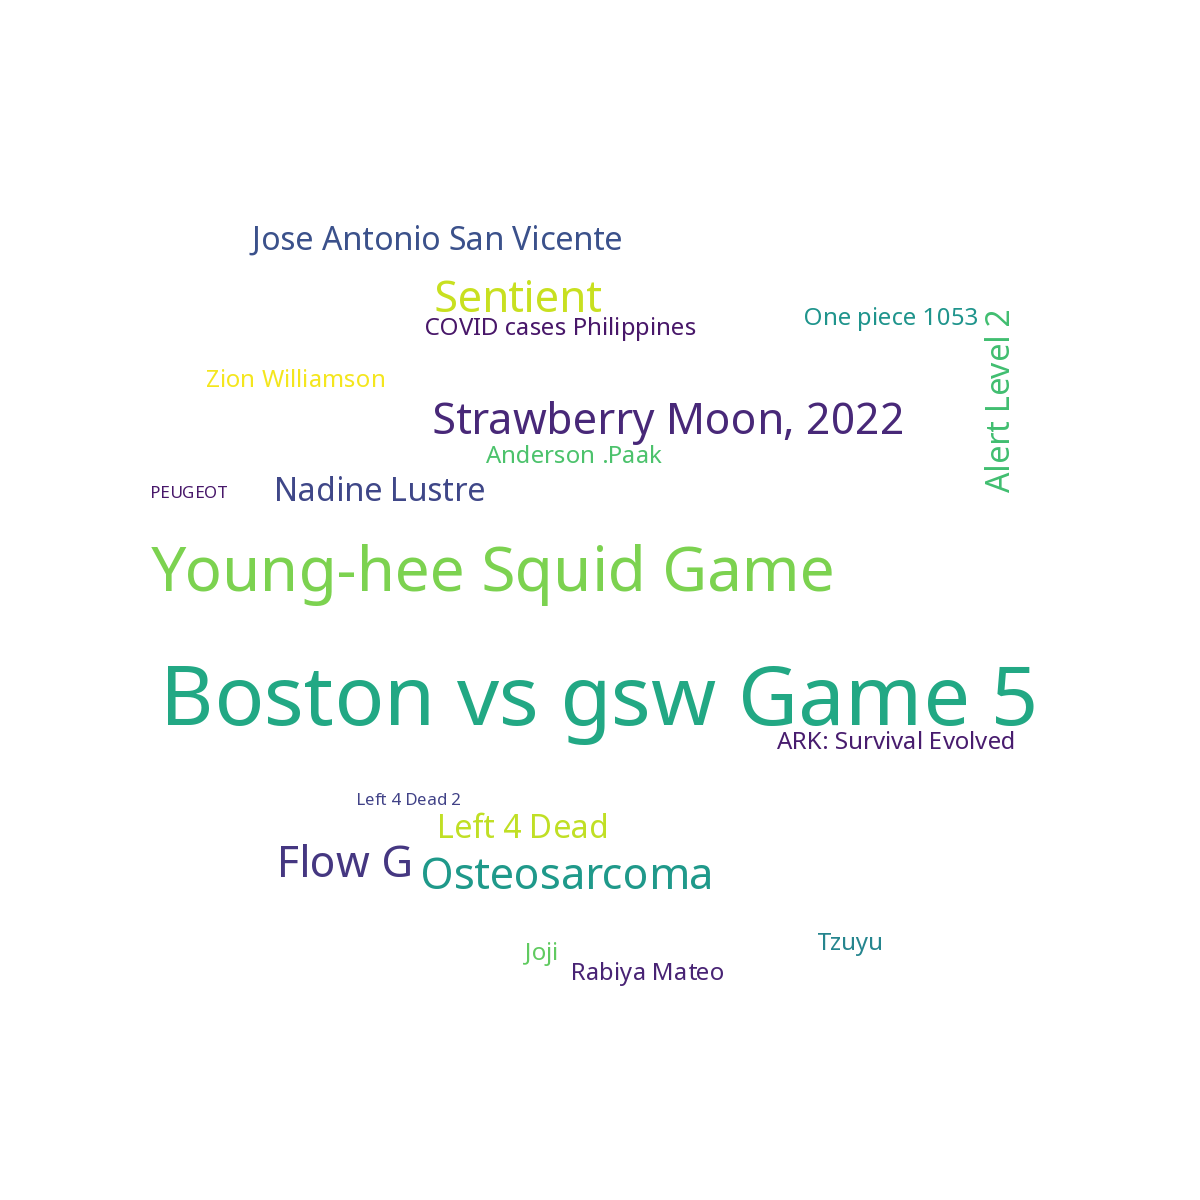 Jose Antonio San Vicente
Sentient
One piece 1053
COVID cases Philippines
Alert Level 2
Zion Williamson
Strawberry Moon, 2022
Anderson .Paak
Nadine Lustre
PEUGEOT
Young-hee Squid Game
Boston vs gsw Game 5
ARK: Survival Evolved
Left 4 Dead 2
Left 4 Dead
Flow G
Osteosarcoma
Tzuyu
Joji
Rabiya Mateo